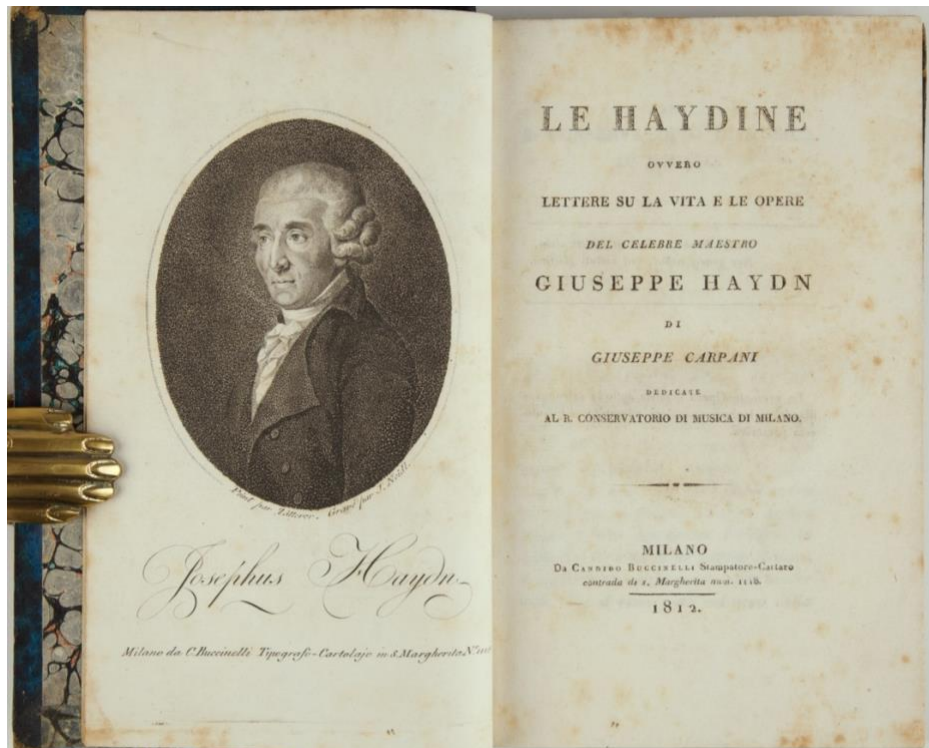 Peint par Zitterer. Gravé par J. Neidl.
Josephus Haydn
Milano da C. Buccinelli Tipografo-Cartolajo in S. Margherita N.º
LE HAYDINE
OVVERO
LETTERE SU LA VITA E LE OPERE
DEL CELEBRE MAESTRO
GIUSEPPE HAYDN
DI
GIUSEPPE CARPANI
DEDICATE
AL R. CONSERVATORIO DI MUSICA DI MILANO.
MILANO
Da CANDIDO BUCCINELLI Stampatore-Cartaro
contrada di s. Margherita num. 1118.
1812.